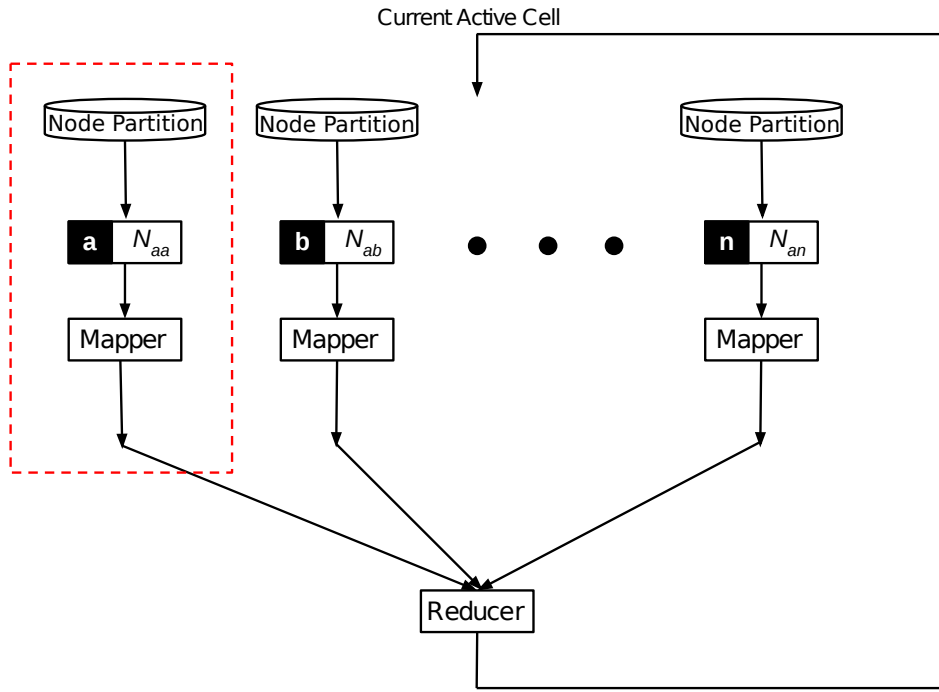 Current Active Cell
Node Partition Node Partition Node Partition
a N_aa b N_ab n N_an
Mapper Mapper Mapper
Reducer